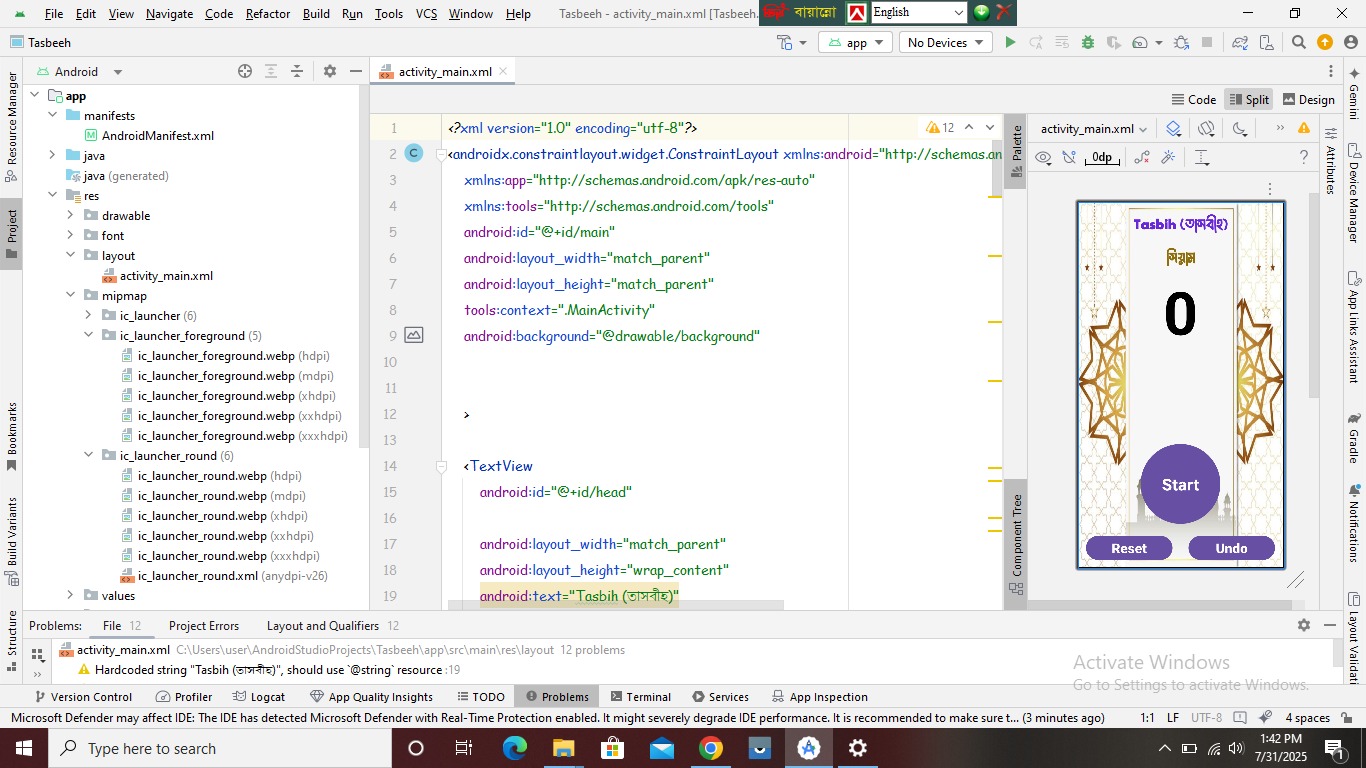 File Edit View Navigate Code Refactor Build Run Tools VCS Window Help Tasbeeh - activity_main.xml [Tasbeeh. বায়ান্নো English
Tasbeeh app No Devices
Android activity_main.xml
Code Split Design
app
manifests
AndroidManifest.xml
java
java (generated)
res
drawable
font
layout
activity_main.xml
mipmap
ic_launcher (6)
ic_launcher_foreground (5)
ic_launcher_foreground.webp (hdpi)
ic_launcher_foreground.webp (mdpi)
ic_launcher_foreground.webp (xhdpi)
ic_launcher_foreground.webp (xxhdpi)
ic_launcher_foreground.webp (xxxhdpi)
ic_launcher_round (6)
ic_launcher_round.webp (hdpi)
ic_launcher_round.webp (mdpi)
ic_launcher_round.webp (xhdpi)
ic_launcher_round.webp (xxhdpi)
ic_launcher_round.webp (xxxhdpi)
ic_launcher_round.xml (anydpi-v26)
values
Resource Manager
Project
Bookmarks
Build Variants
Structure
1 <?xml version="1.0" encoding="utf-8"?> 12
2 <androidx.constraintlayout.widget.ConstraintLayout xmlns:android="http://schemas.an
3 xmlns:app="http://schemas.android.com/apk/res-auto"
4 xmlns:tools="http://schemas.android.com/tools"
5 android:id="@+id/main"
6 android:layout_width="match_parent"
7 android:layout_height="match_parent"
8 tools:context=".MainActivity"
9 android:background="@drawable/background"
10
11
12 >
13
14 <TextView
15 android:id="@+id/head"
16
17 android:layout_width="match_parent"
18 android:layout_height="wrap_content"
19 android:text="Tasbih (তাসবীহ)"
Palette
Component Tree
activity_main.xml
0dp
Tasbih (তাসবীহ)
0
Start
Reset Undo
Attributes
Gemini
Device Manager
App Links Assistant
Gradle
Notifications
Layout Validati
Problems: File 12 Project Errors Layout and Qualifiers 12
activity_main.xml C:\Users\user\AndroidStudioProjects\Tasbeeh\app\src\main\res\layout 12 problems
Hardcoded string "Tasbih (তাসবীহ)", should use `@string` resource :19
Activate Windows
Go to Settings to activate Windows.
Version Control Profiler Logcat App Quality Insights TODO Problems Terminal Services App Inspection
Microsoft Defender may affect IDE: The IDE has detected Microsoft Defender with Real-Time Protection enabled. It might severely degrade IDE performance. It is recommended to make sure t... (3 minutes ago) 1:1 LF UTF-8 4 spaces
Type here to search
1:42 PM
7/31/2025
1